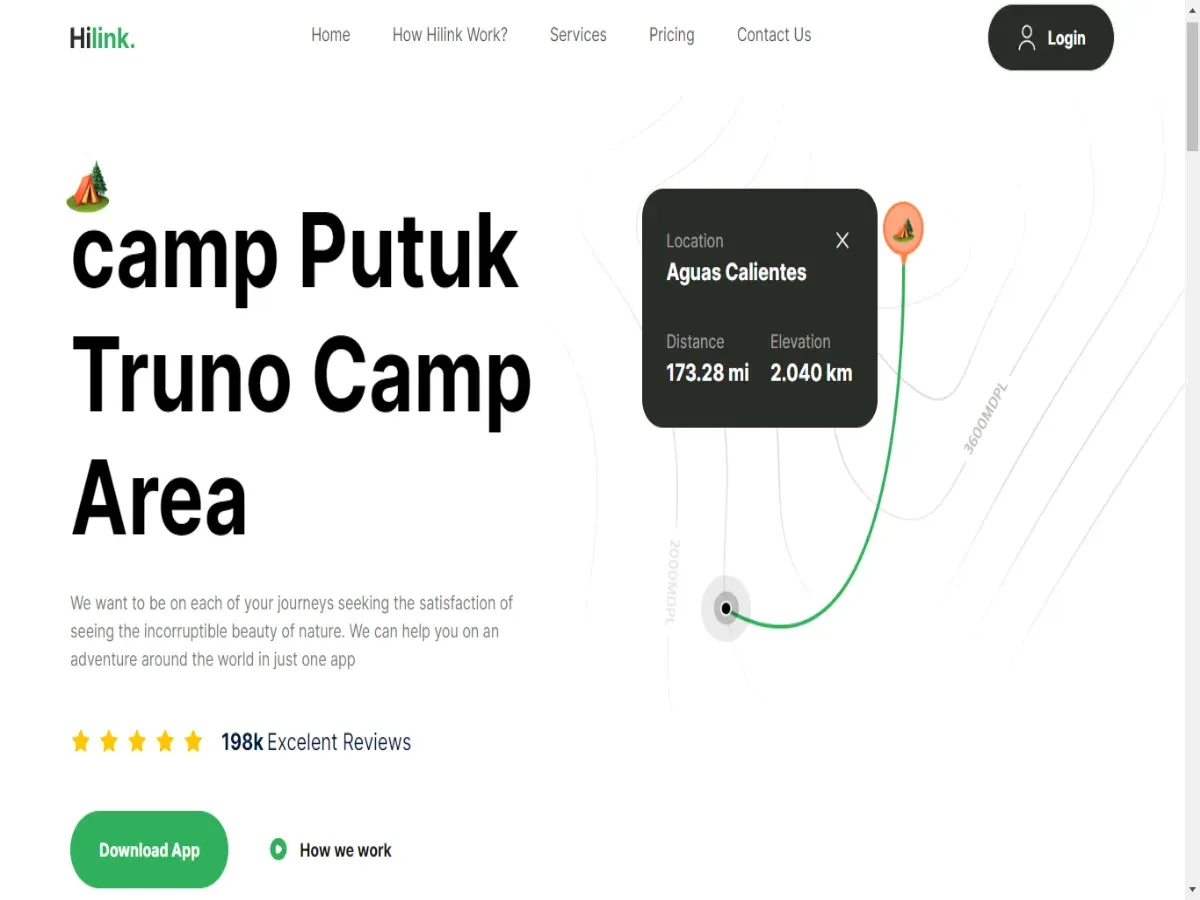 Hilink.
Home
How Hilink Work?
Services
Pricing
Contact Us
Login
camp Putuk
Truno Camp
Area
We want to be on each of your journeys seeking the satisfaction of
seeing the incorruptible beauty of nature. We can help you on an
adventure around the world in just one app
198k Excelent Reviews
Download App
How we work
Location
Aguas Calientes
Distance
Elevation
173.28 mi
2.040 km
3600MDPL
2000MDPL